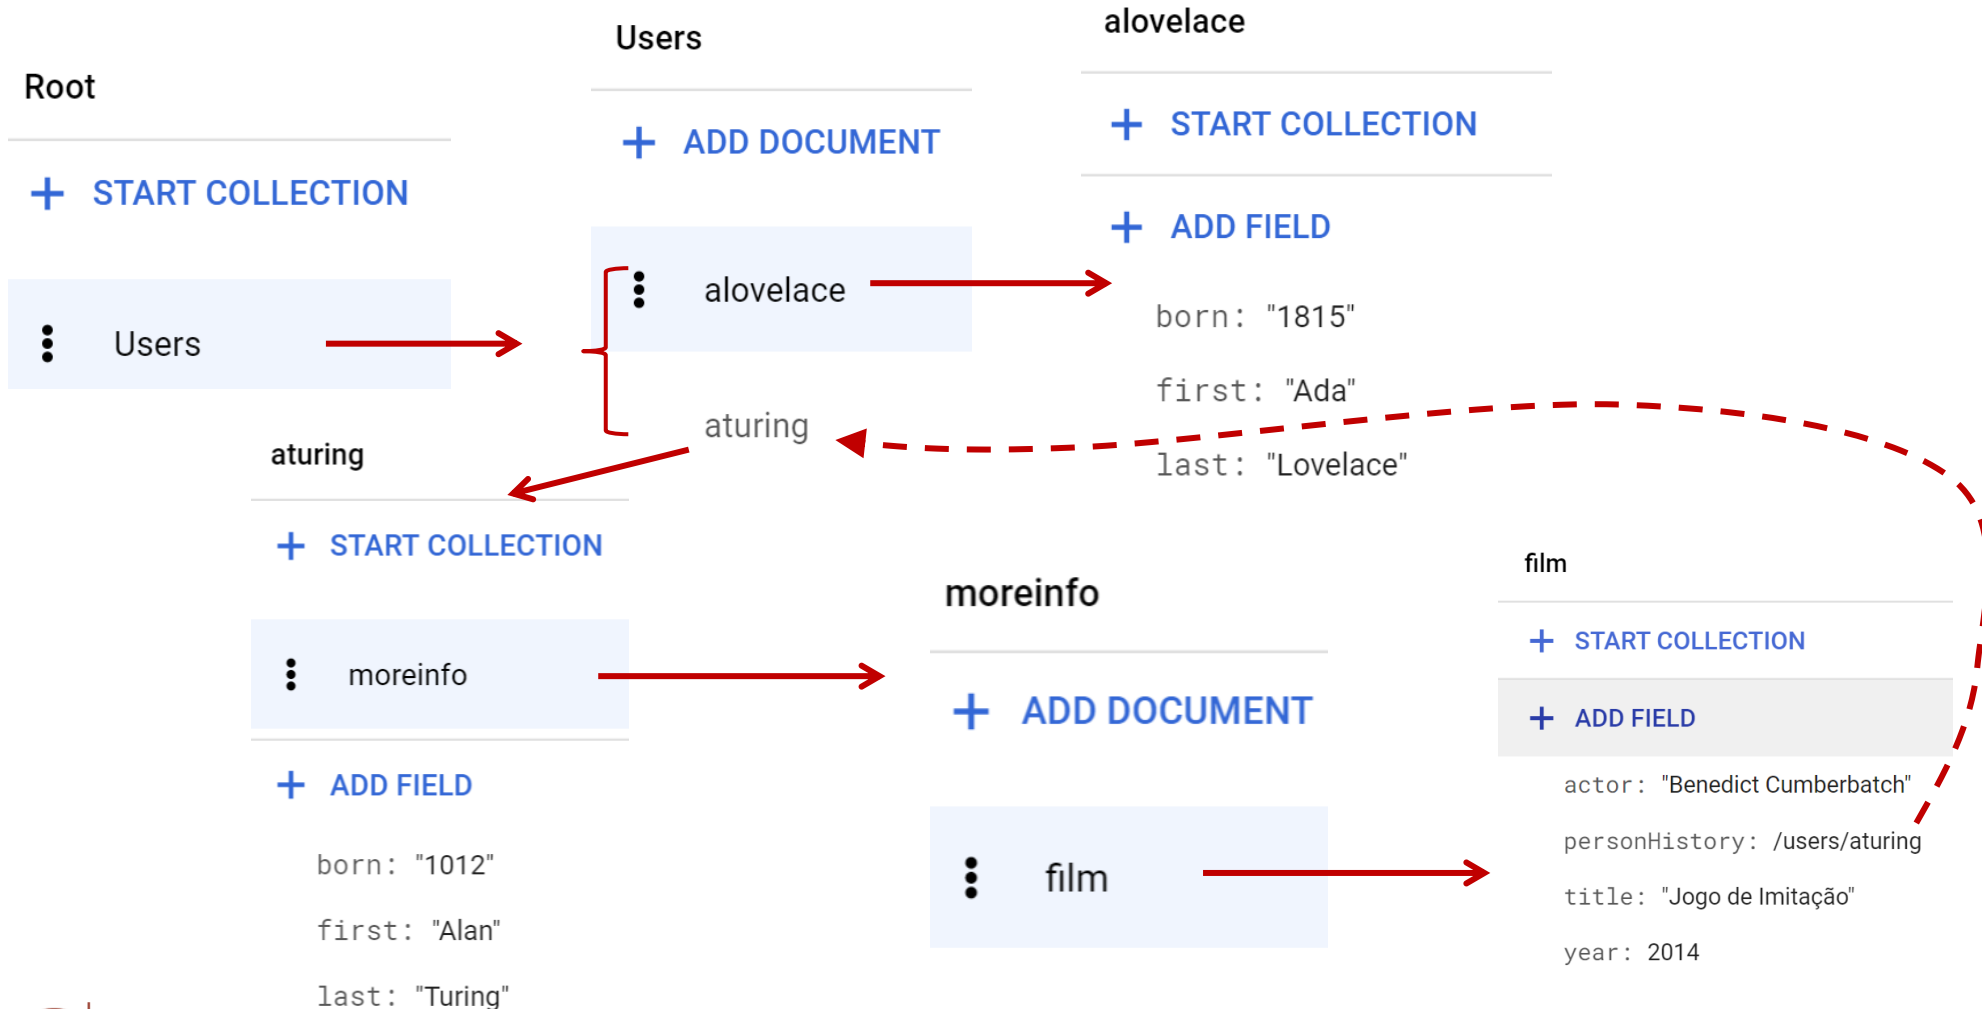 Root
+ START COLLECTION
Users
Users
+ ADD DOCUMENT
alovelace
aturing
alovelace
+ START COLLECTION
+ ADD FIELD
born: "1815"
first: "Ada"
last: "Lovelace"
aturing
+ START COLLECTION
moreinfo
+ ADD FIELD
born: "1012"
first: "Alan"
last: "Turing"
moreinfo
+ ADD DOCUMENT
film
film
+ START COLLECTION
+ ADD FIELD
actor: "Benedict Cumberbatch"
personHistory: /users/aturing
title: "Jogo de Imitação"
year: 2014